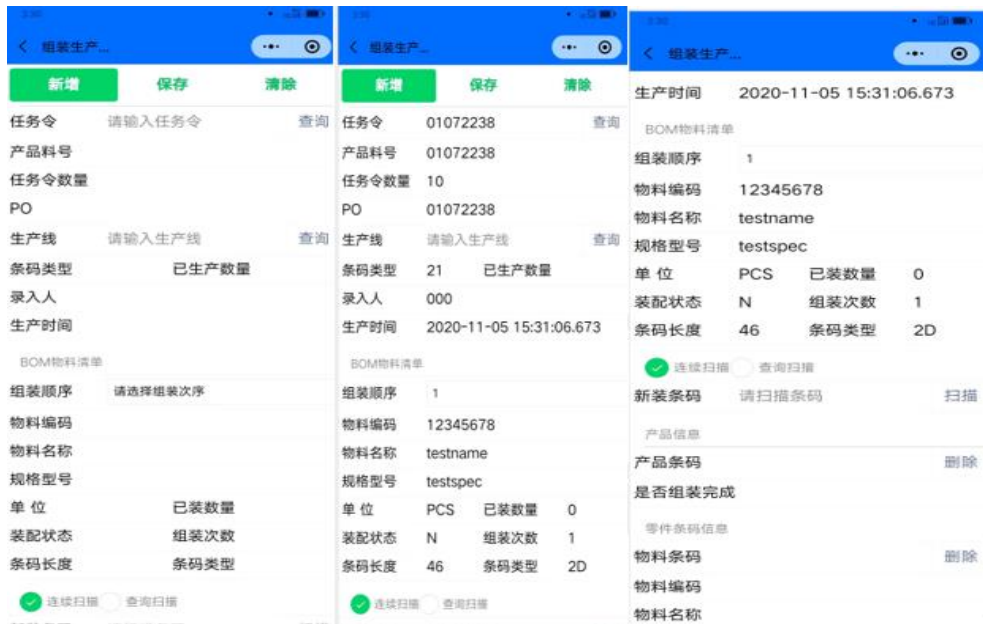 组装生产...
新增 保存 清除
任务令 请输入任务令 查询
产品料号
任务令数量
PO
生产线 请输入生产线 查询
条码类型 已生产数量
录入人
生产时间
BOM物料清单
组装顺序 请选择组装次序
物料编码
物料名称
规格型号
单 位 已装数量
装配状态 组装次数
条码长度 条码类型
连续扫描 查询扫描
组装生产...
新增 保存 清除
任务令 01072238 查询
产品料号 01072238
任务令数量 10
PO 01072238
生产线 请输入生产线 查询
条码类型 21 已生产数量
录入人 000
生产时间 2020-11-05 15:31:06.673
BOM物料清单
组装顺序 1
物料编码 12345678
物料名称 testname
规格型号 testspec
单 位 PCS 已装数量 0
装配状态 N 组装次数 1
条码长度 46 条码类型 2D
连续扫描 查询扫描
组装生产...
生产时间 2020-11-05 15:31:06.673
BOM物料清单
组装顺序 1
物料编码 12345678
物料名称 testname
规格型号 testspec
单 位 PCS 已装数量 0
装配状态 N 组装次数 1
条码长度 46 条码类型 2D
连续扫描 查询扫描
新装条码 请扫描条码 扫描
产品信息
产品条码 删除
是否组装完成
零件条码信息
物料条码 删除
物料编码
物料名称